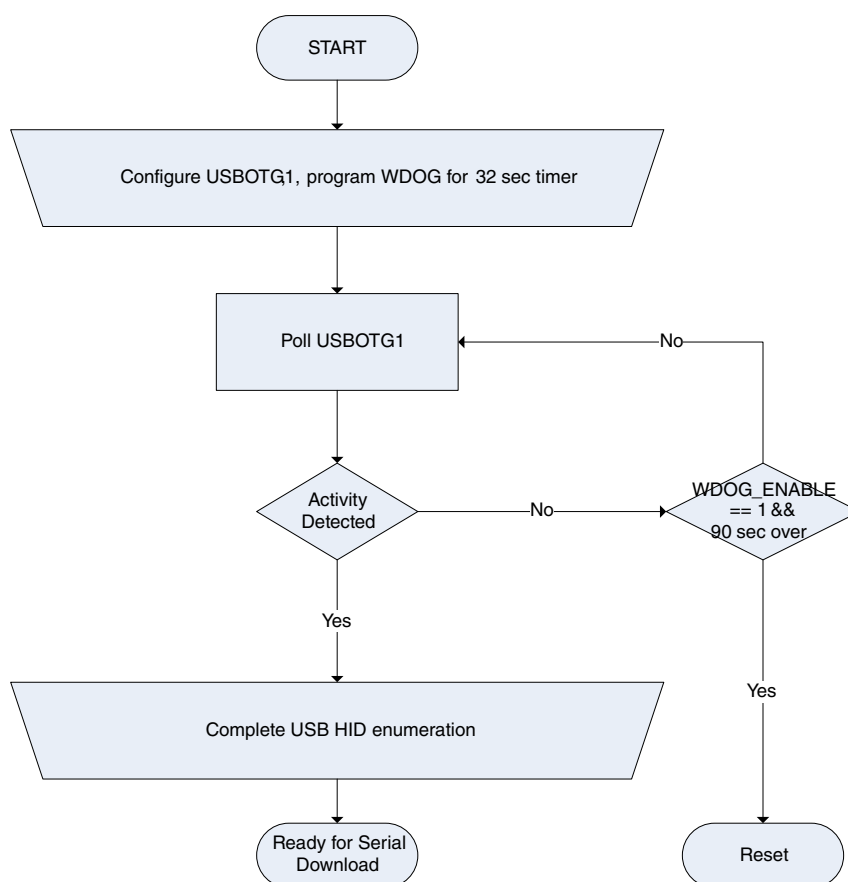 START
Configure USBOTG1, program WDOG for 32 sec timer
Poll USBOTG1
No
Activity
Detected
No
WDOG_ENABLE
== 1 &&
90 sec over
Yes
Complete USB HID enumeration
Yes
Ready for Serial
Download
Reset